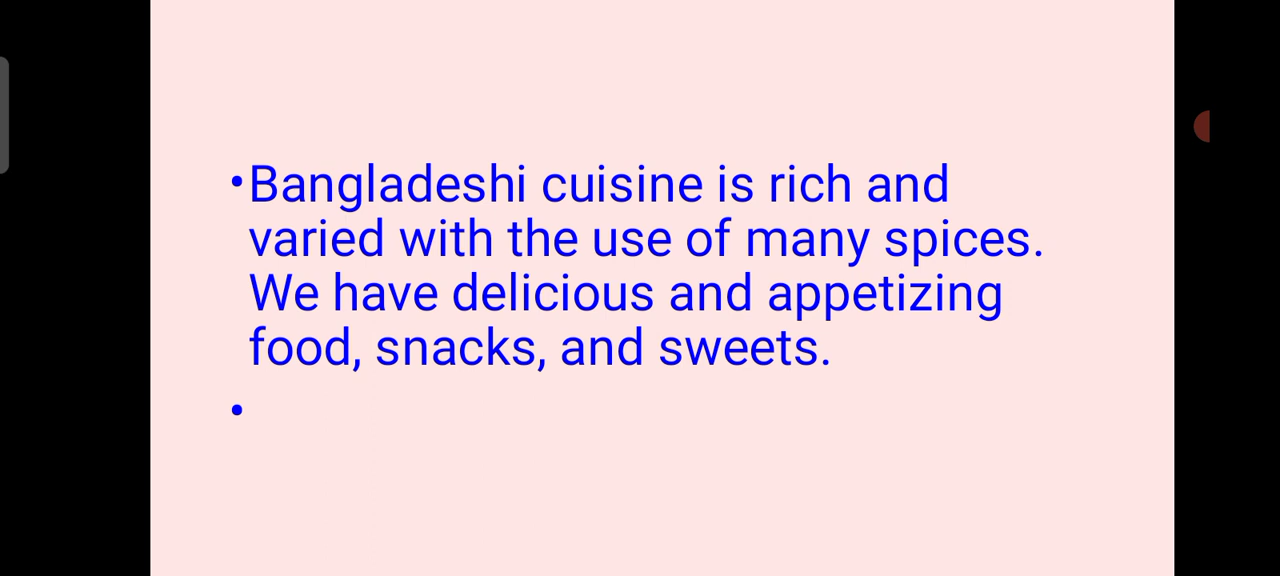 •Bangladeshi cuisine is rich and
varied with the use of many spices.
We have delicious and appetizing
food, snacks, and sweets.
•